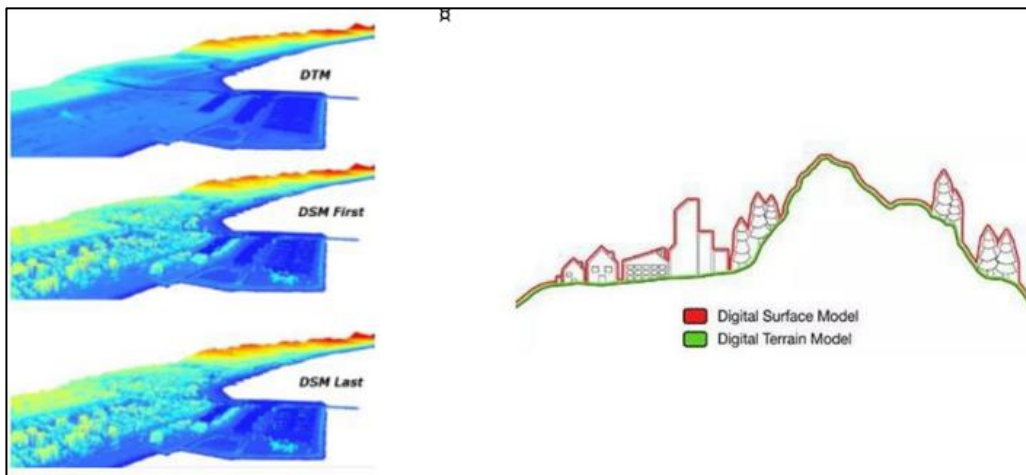 ¤
DTM
DSM First
DSM Last
Digital Surface Model
Digital Terrain Model